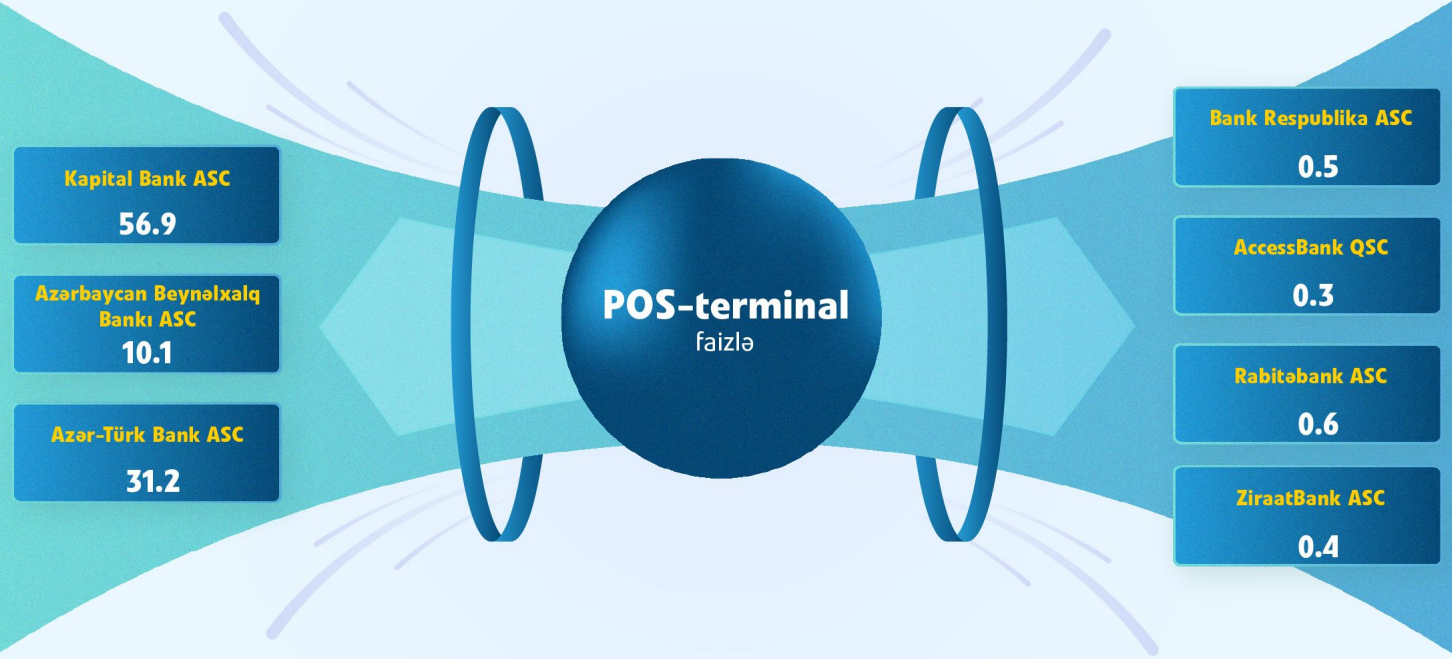 Kapital Bank ASC
56.9
Azərbaycan Beynəlxalq
Bankı ASC
10.1
Azər-Türk Bank ASC
31.2
POS-terminal
faizlə
Bank Respublika ASC
0.5
AccessBank QSC
0.3
Rabitəbank ASC
0.6
ZiraatBank ASC
0.4